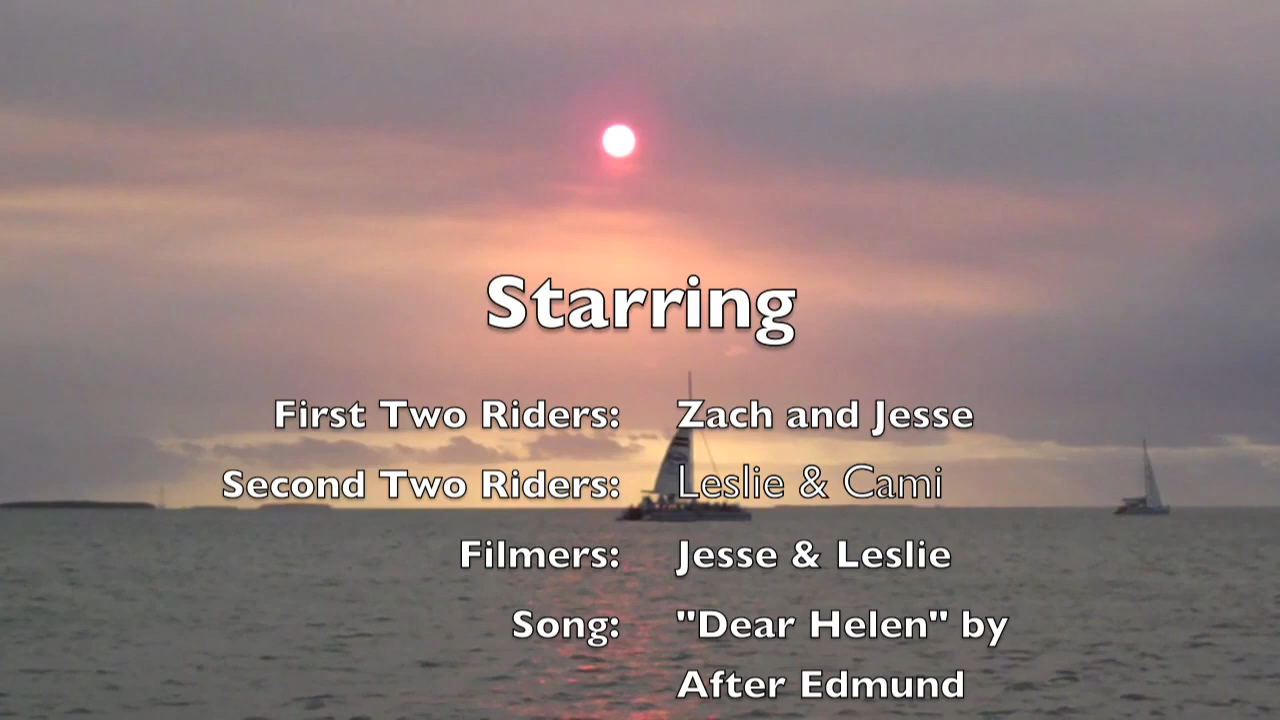 Starring
First Two Riders: Zach and Jesse
Second Two Riders: Leslie & Cami
Filmers: Jesse & Leslie
Song: "Dear Helen" by
After Edmund